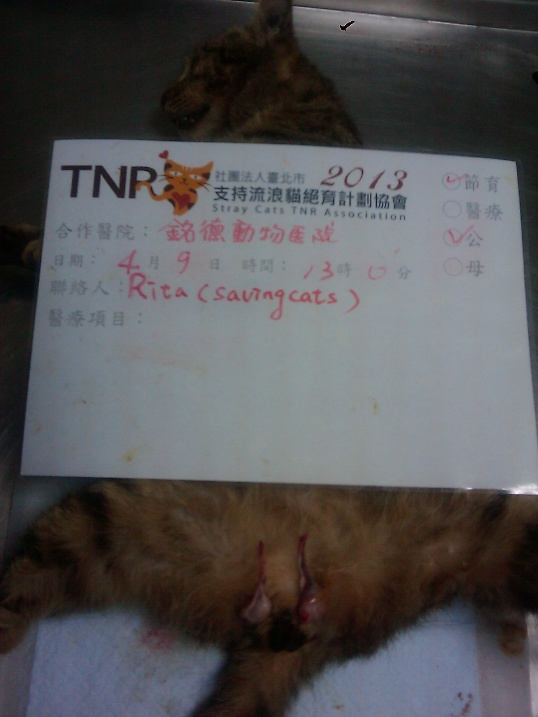 TNR 社團法人臺北市 2013
支持流浪貓絕育計劃協會
Stray Cats TNR Association
節育
醫療
公
母
合作醫院：銘德動物医院
日期：4月9日 時間：13時0分
聯絡人：Rita (savingcats)
醫療項目：